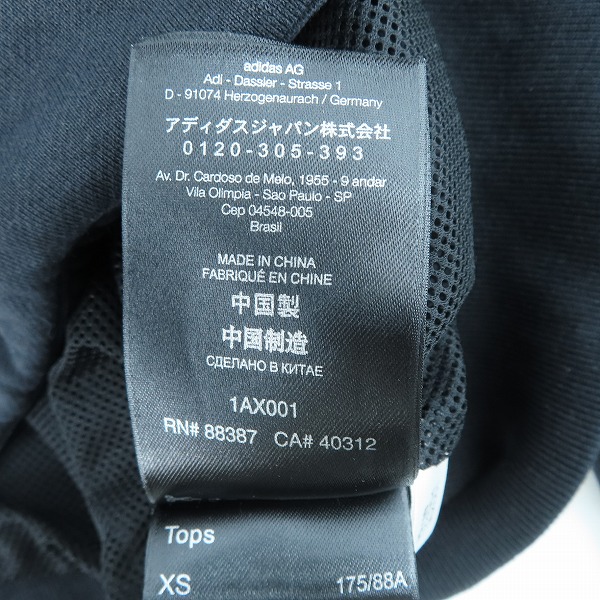 adidas AG
Adi - Dassler - Strasse 1
D - 91074 Herzogenaurach / Germany
アディダスジャパン株式会社
0120-305-393
Av. Dr. Cardoso de Melo, 1955 - 9 andar
Vila Olimpia - Sao Paulo - SP
Cep 04548-005
Brasil
MADE IN CHINA
FABRIQUÉ EN CHINE
中国製
中国制造
СДЕЛАНО В КИТАЕ
1AX001
RN# 88387 CA# 40312
Tops
XS 175/88A